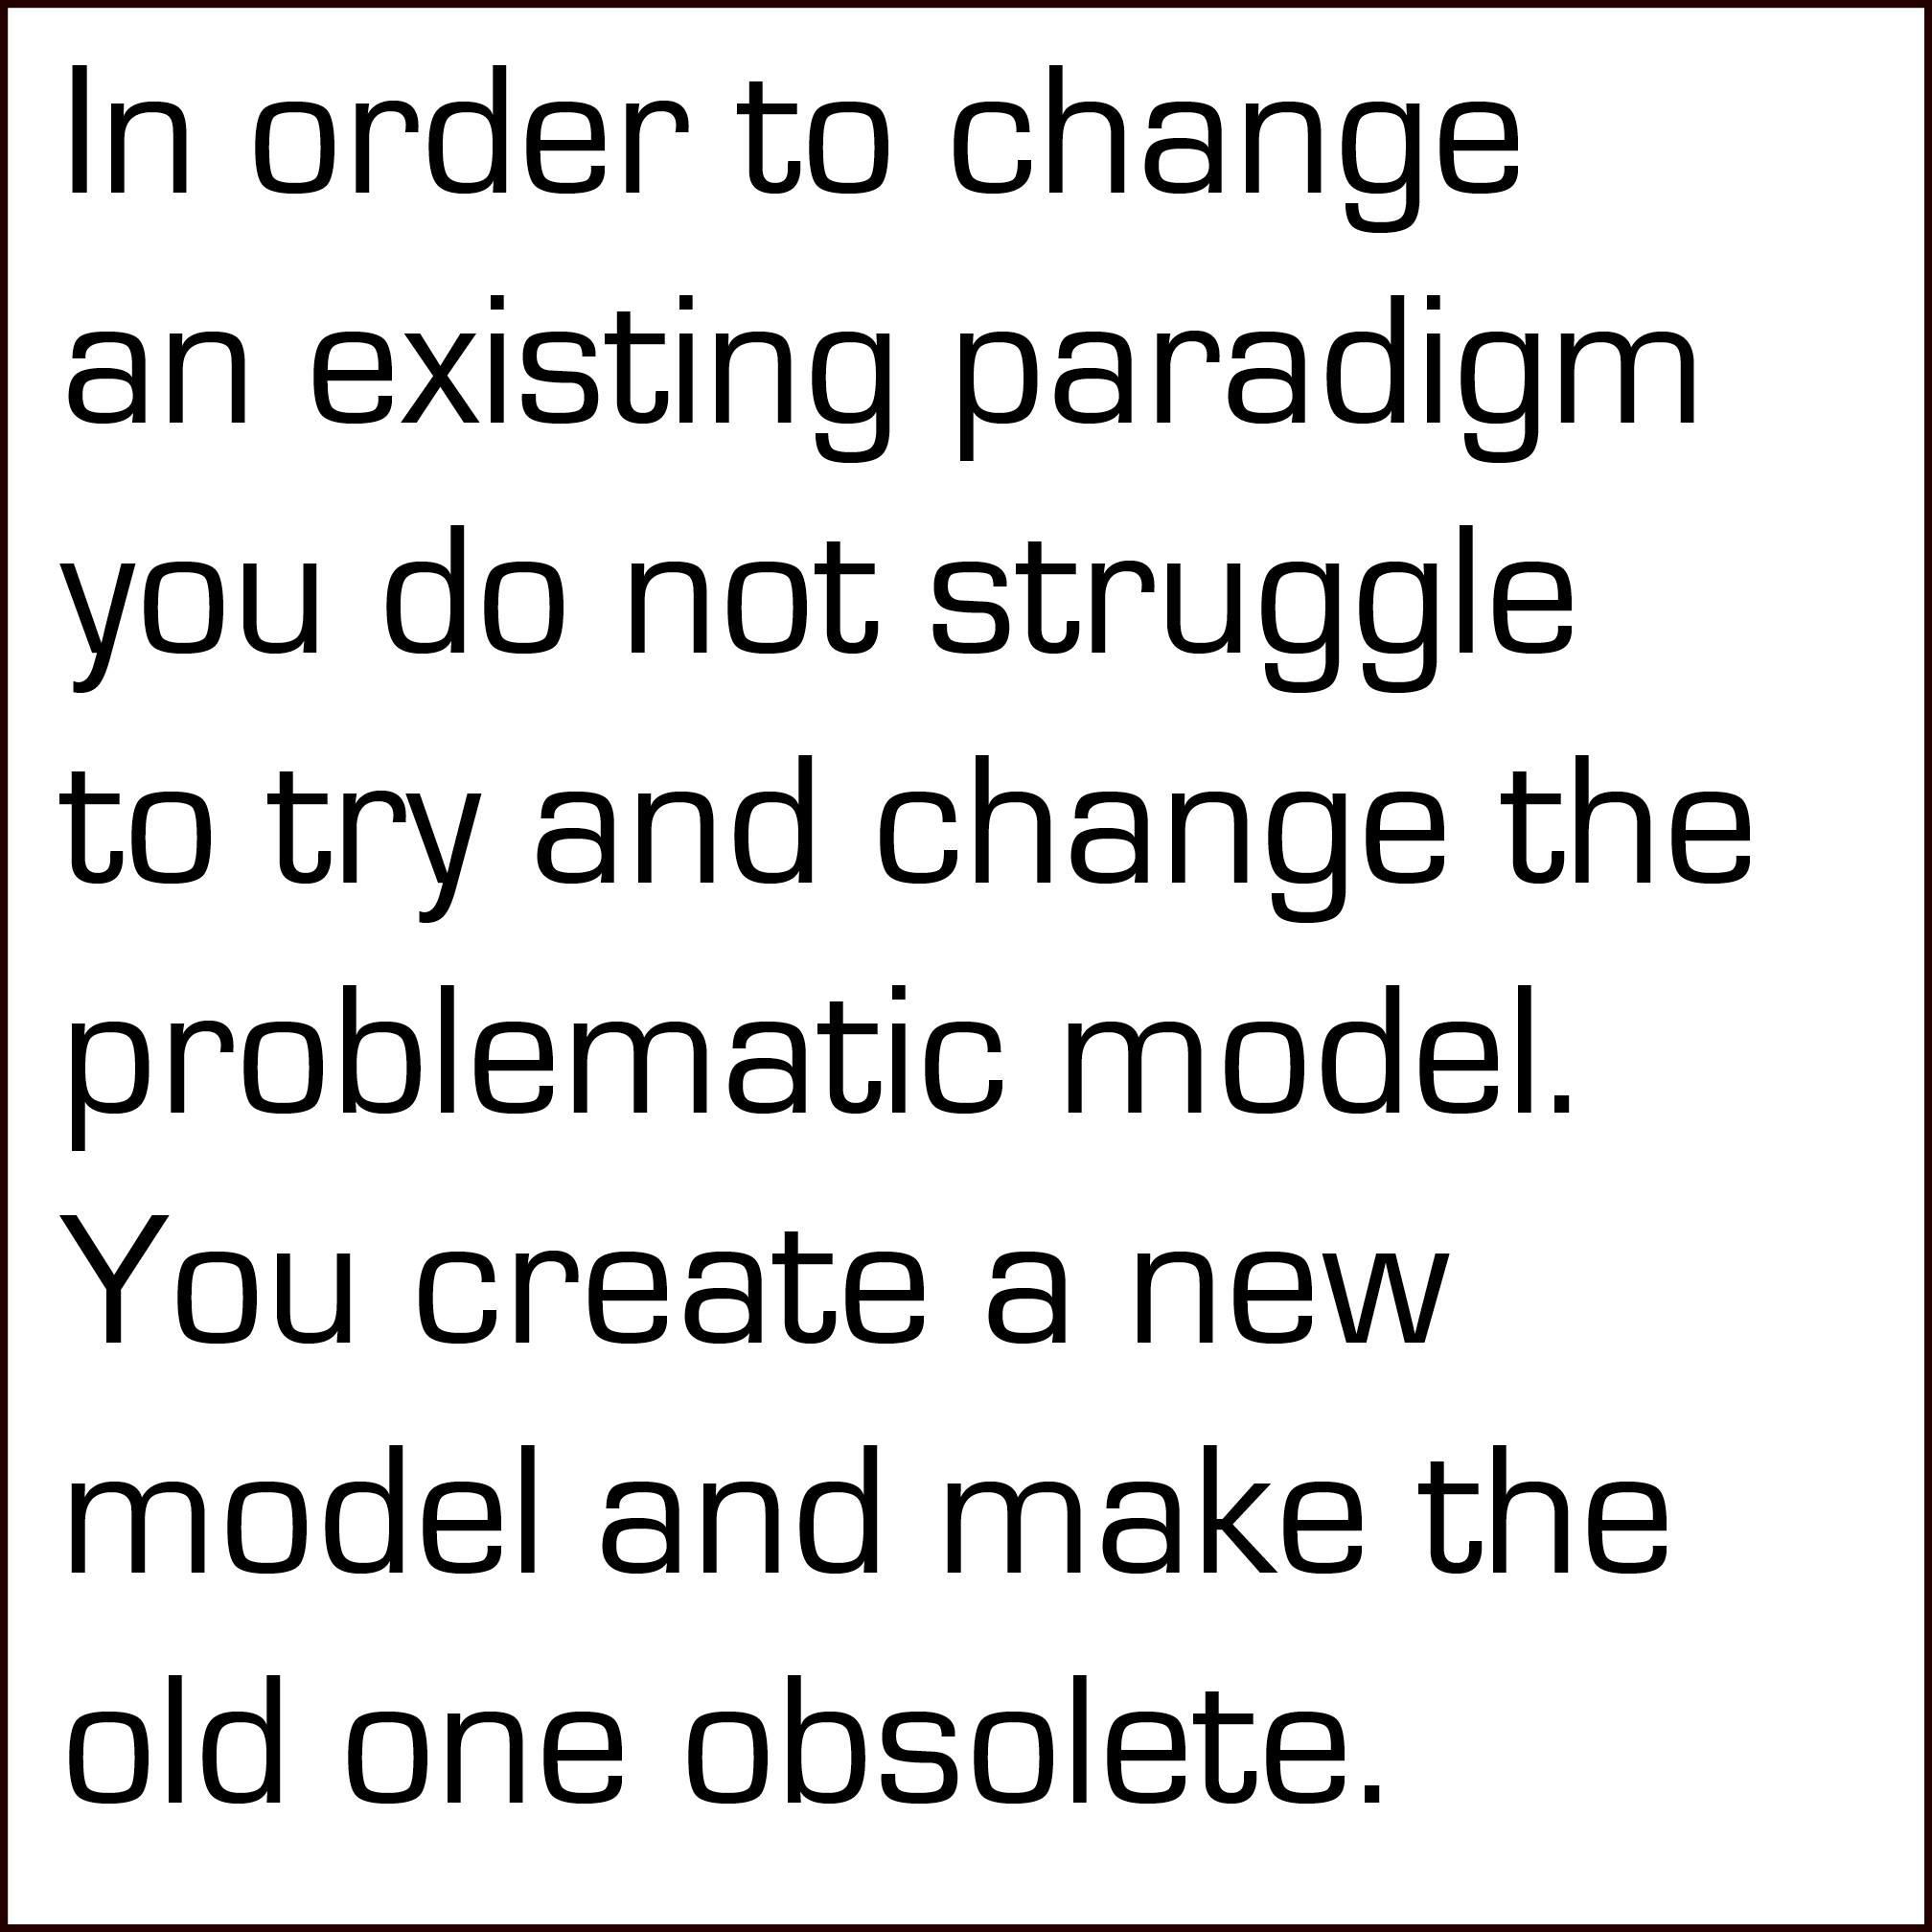 In order to change
an existing paradigm
you do not struggle
to try and change the
problematic model.
You create a new
model and make the
old one obsolete.